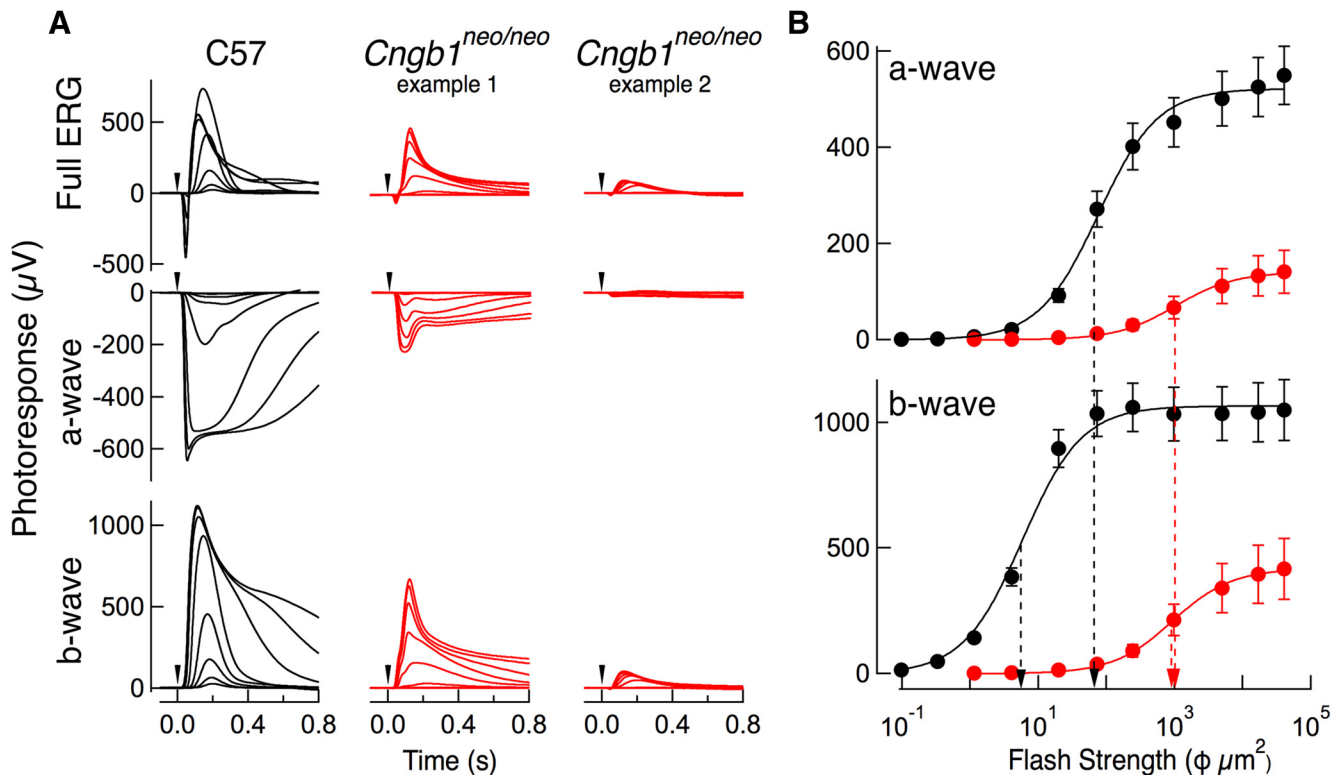 A
B
C57
Cngb1neo/neo
example 1
Cngb1neo/neo
example 2
Photoresponse (µV)
Full ERG
500
0
-500
a-wave
0
-200
-400
-600
b-wave
1000
500
0
0.0 0.4 0.8
0.0 0.4 0.8
0.0 0.4 0.8
Time (s)
a-wave
600
400
200
0
b-wave
1000
500
0
10-1 101 103 105
Flash Strength (ϕ µm2)